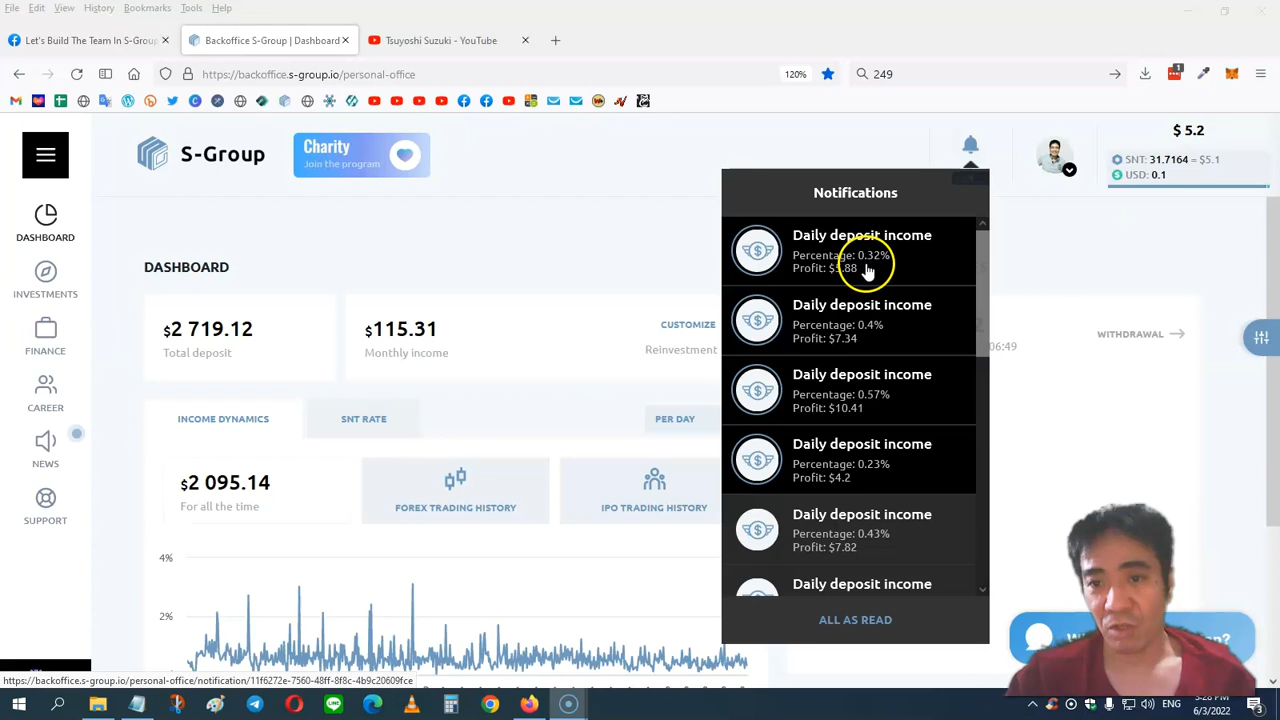 File Edit View History Bookmarks Tools Help
Let's Build The Team In S-Group
Backoffice S-Group | Dashboard
Tsuyoshi Suzuki - YouTube
https://backoffice.s-group.io/personal-office
120%
249
1
S-Group
Charity
Join the program
$ 5.2
SNT: 31.7164 = $5.1
USD: 0.1
DASHBOARD
INVESTMENTS
FINANCE
CAREER
NEWS
SUPPORT
DASHBOARD
$2 719.12
Total deposit
$115.31
Monthly income
CUSTOMIZE
Reinvestment
06:49
WITHDRAWAL
INCOME DYNAMICS
SNT RATE
PER DAY
$2 095.14
For all the time
FOREX TRADING HISTORY
IPO TRADING HISTORY
4%
2%
Notifications
Daily deposit income
Percentage: 0.32%
Profit: $5.88
Daily deposit income
Percentage: 0.4%
Profit: $7.34
Daily deposit income
Percentage: 0.57%
Profit: $10.41
Daily deposit income
Percentage: 0.23%
Profit: $4.2
Daily deposit income
Percentage: 0.43%
Profit: $7.82
Daily deposit income
ALL AS READ
https://backoffice.s-group.io/personal-office/notification/11f6272e-7560-48ff-8f8c-4b9c20609fce
ENG
6/3/2022